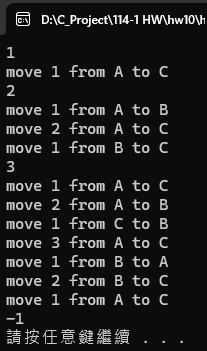 D:\C_Project\114-1 HW\hw10\h
1
move 1 from A to C
2
move 1 from A to B
move 2 from A to C
move 1 from B to C
3
move 1 from A to C
move 2 from A to B
move 1 from C to B
move 3 from A to C
move 1 from B to A
move 2 from B to C
move 1 from A to C
-1
請按任意鍵繼續 . . .